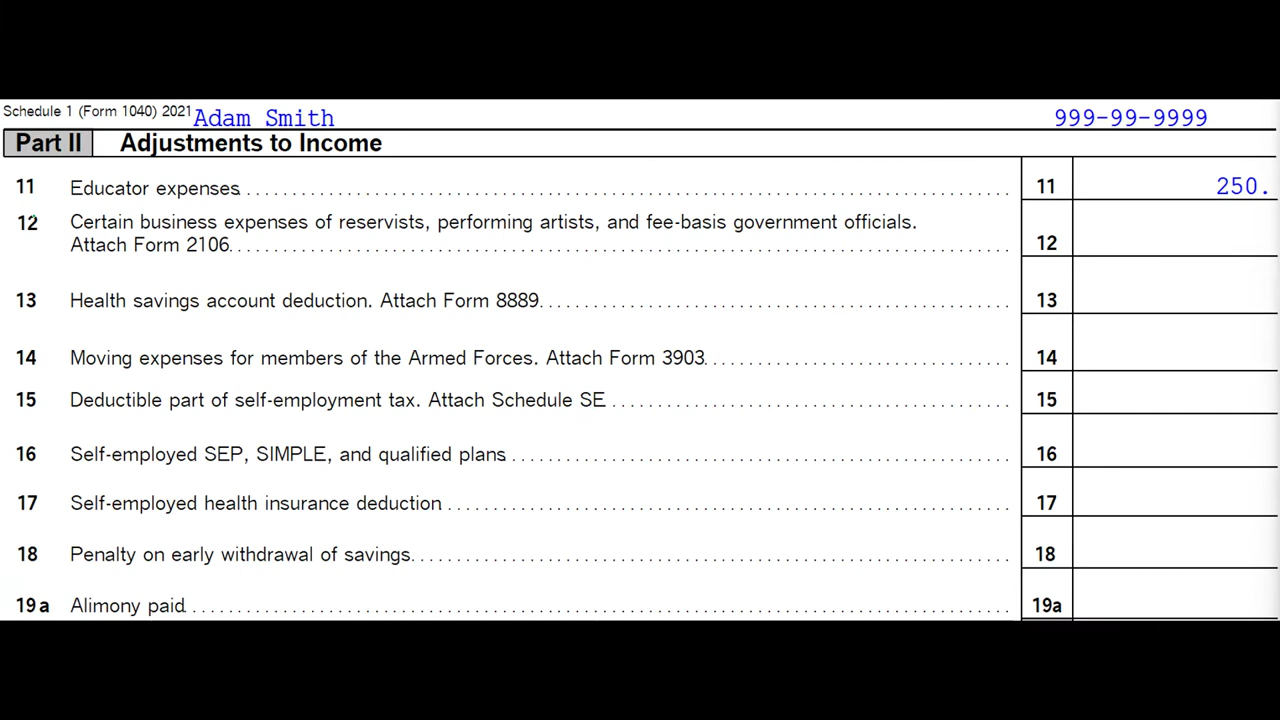 Schedule 1 (Form 1040) 2021 Adam Smith 999-99-9999
Part II Adjustments to Income
11 Educator expenses 11 250.
12 Certain business expenses of reservists, performing artists, and fee-basis government officials.
Attach Form 2106 12
13 Health savings account deduction. Attach Form 8889 13
14 Moving expenses for members of the Armed Forces. Attach Form 3903 14
15 Deductible part of self-employment tax. Attach Schedule SE 15
16 Self-employed SEP, SIMPLE, and qualified plans 16
17 Self-employed health insurance deduction 17
18 Penalty on early withdrawal of savings 18
19a Alimony paid 19a